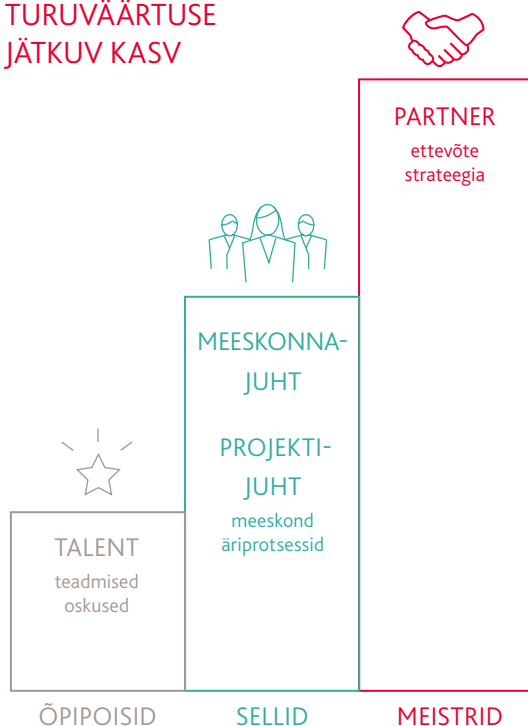 TURUVÄÄRTUSE
JÄTKUV KASV
PARTNER
ettevõte
strateegia
MEESKONNA-
JUHT
PROJEKTI-
JUHT
meeskond
äriprotsessid
TALENT
teadmised
oskused
ÕPIPOISID
SELLID
MEISTRID